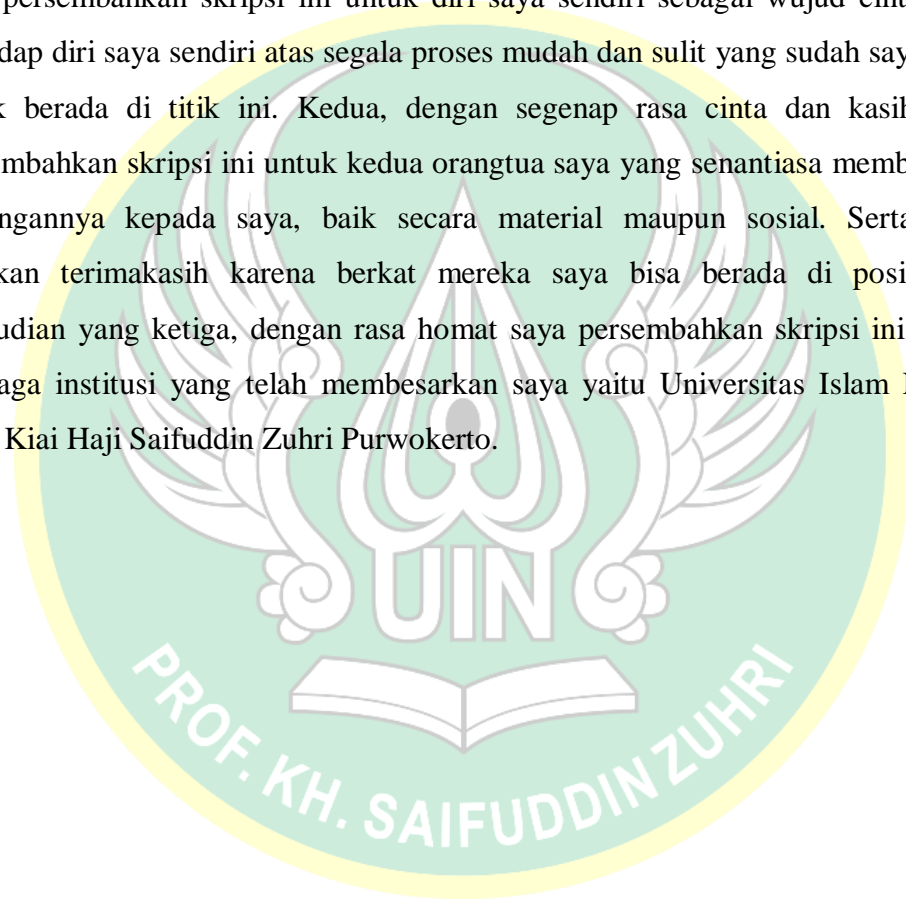 persembahkan skripsi ini untuk diri saya sendiri sebagai wujud
dap diri saya sendiri atas segala proses mudah dan sulit yang sudah
berada di titik ini. Kedua, dengan segenap rasa cinta dan kasih
mbahkan skripsi ini untuk kedua orangtua saya yang senantiasa memb
ngannya kepada saya, baik secara material maupun sosial. Serta
kan terimakasih karena berkat mereka saya bisa berada di posi
udian yang ketiga, dengan rasa homat saya persembahkan skripsi ini
aga institusi yang telah membesarkan saya yaitu Universitas Islam
Kiai Haji Saifuddin Zuhri Purwokerto.
UIN
PROF. KH. SAIFUDDIN ZUHRI